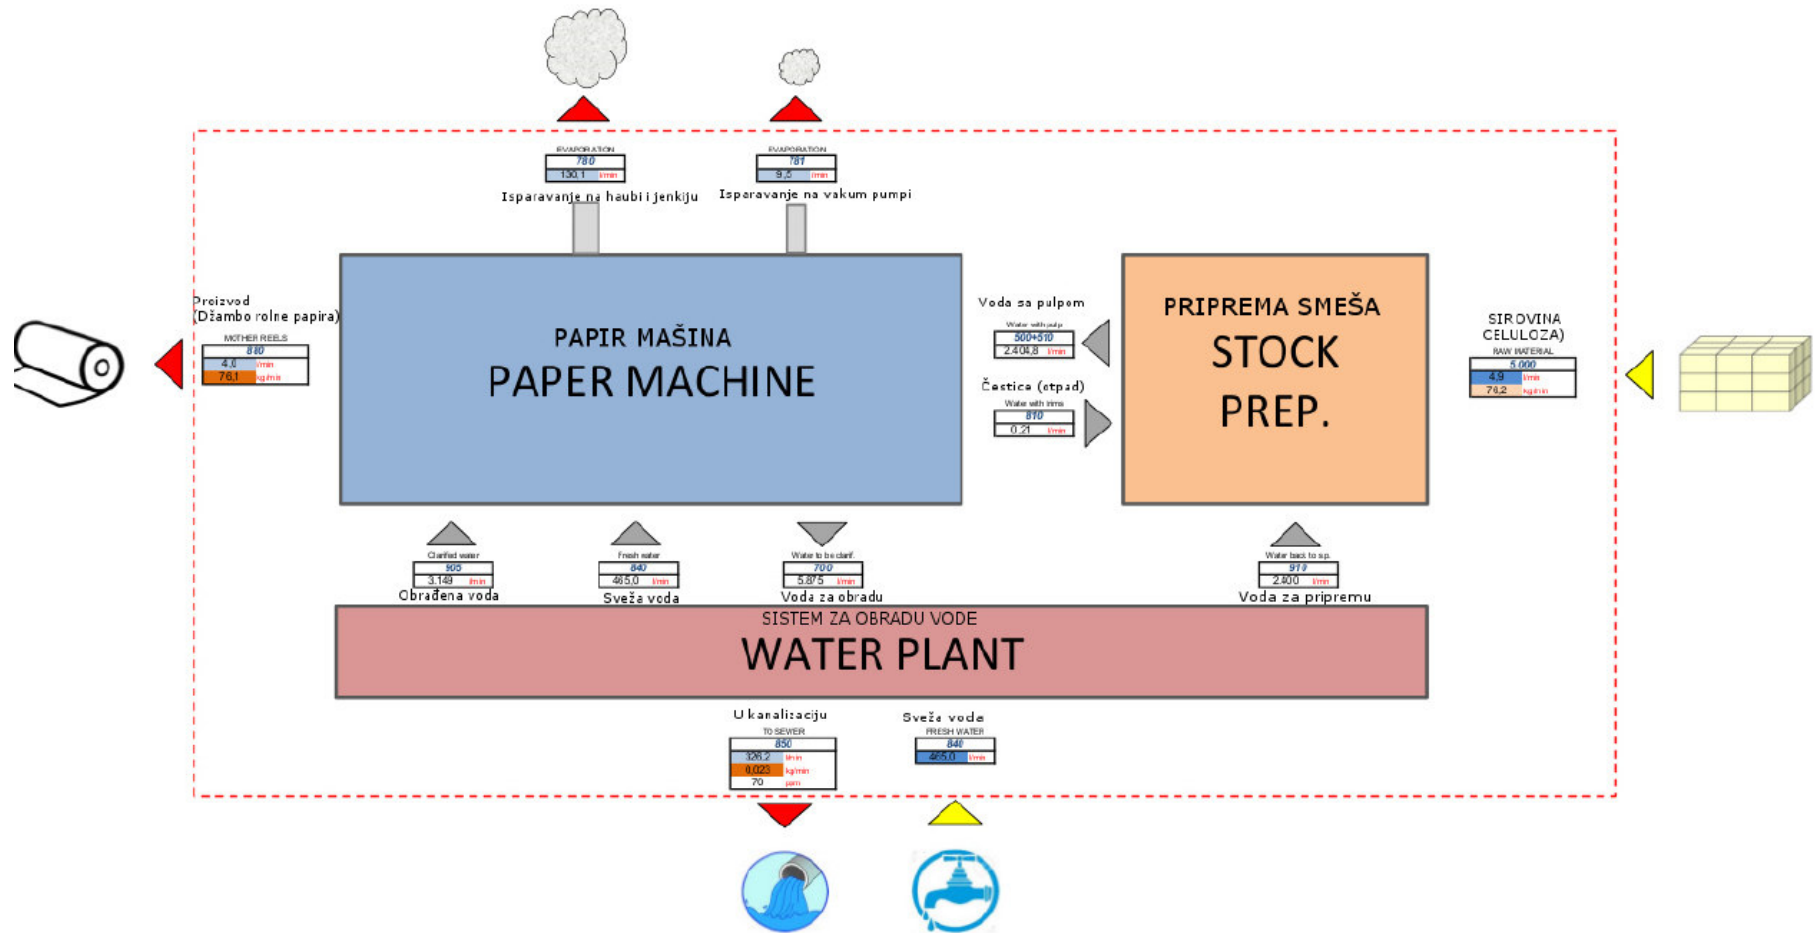 EVAPORATION
780
130,1 l/min
Isparavanje na haubi i jenkiju
EVAPORATION
781
9,5 l/min
Isparavanje na vakum pumpi
Proizvod
(Džambo rolne papira)
MOTHER REELS
880
4,0 l/min
76,1 kg/min
PAPIR MAŠINA
PAPER MACHINE
Voda sa pulpom
Water with pulp
500+510
2.404,8 l/min
Čestice (otpad)
Water with trims
810
0,21 l/min
PRIPREMA SMEŠA
STOCK
PREP.
SIROVINA
CELULOZA)
RAW MATERIAL
5.000
4,9 l/min
76,2 kg/min
Clarified water
905
3.149 l/min
Obrađena voda
Fresh water
840
465,0 l/min
Sveža voda
Water to be clarif.
700
5.875 l/min
Voda za obradu
Water back to s.p.
910
2.400 l/min
Voda za pripremu
SISTEM ZA OBRADU VODE
WATER PLANT
U kanalizaciju
TO SEWER
850
326,2 l/min
0,023 kg/min
70 ppm
Sveža voda
FRESH WATER
840
465,0 l/min